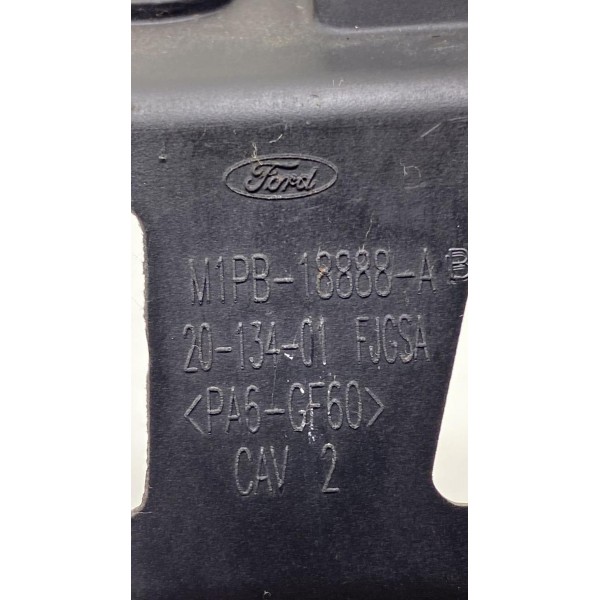 Ford
M1PB-18888-AB
20-134-01 FJGSA
<PA6-GF60>
CAV 2